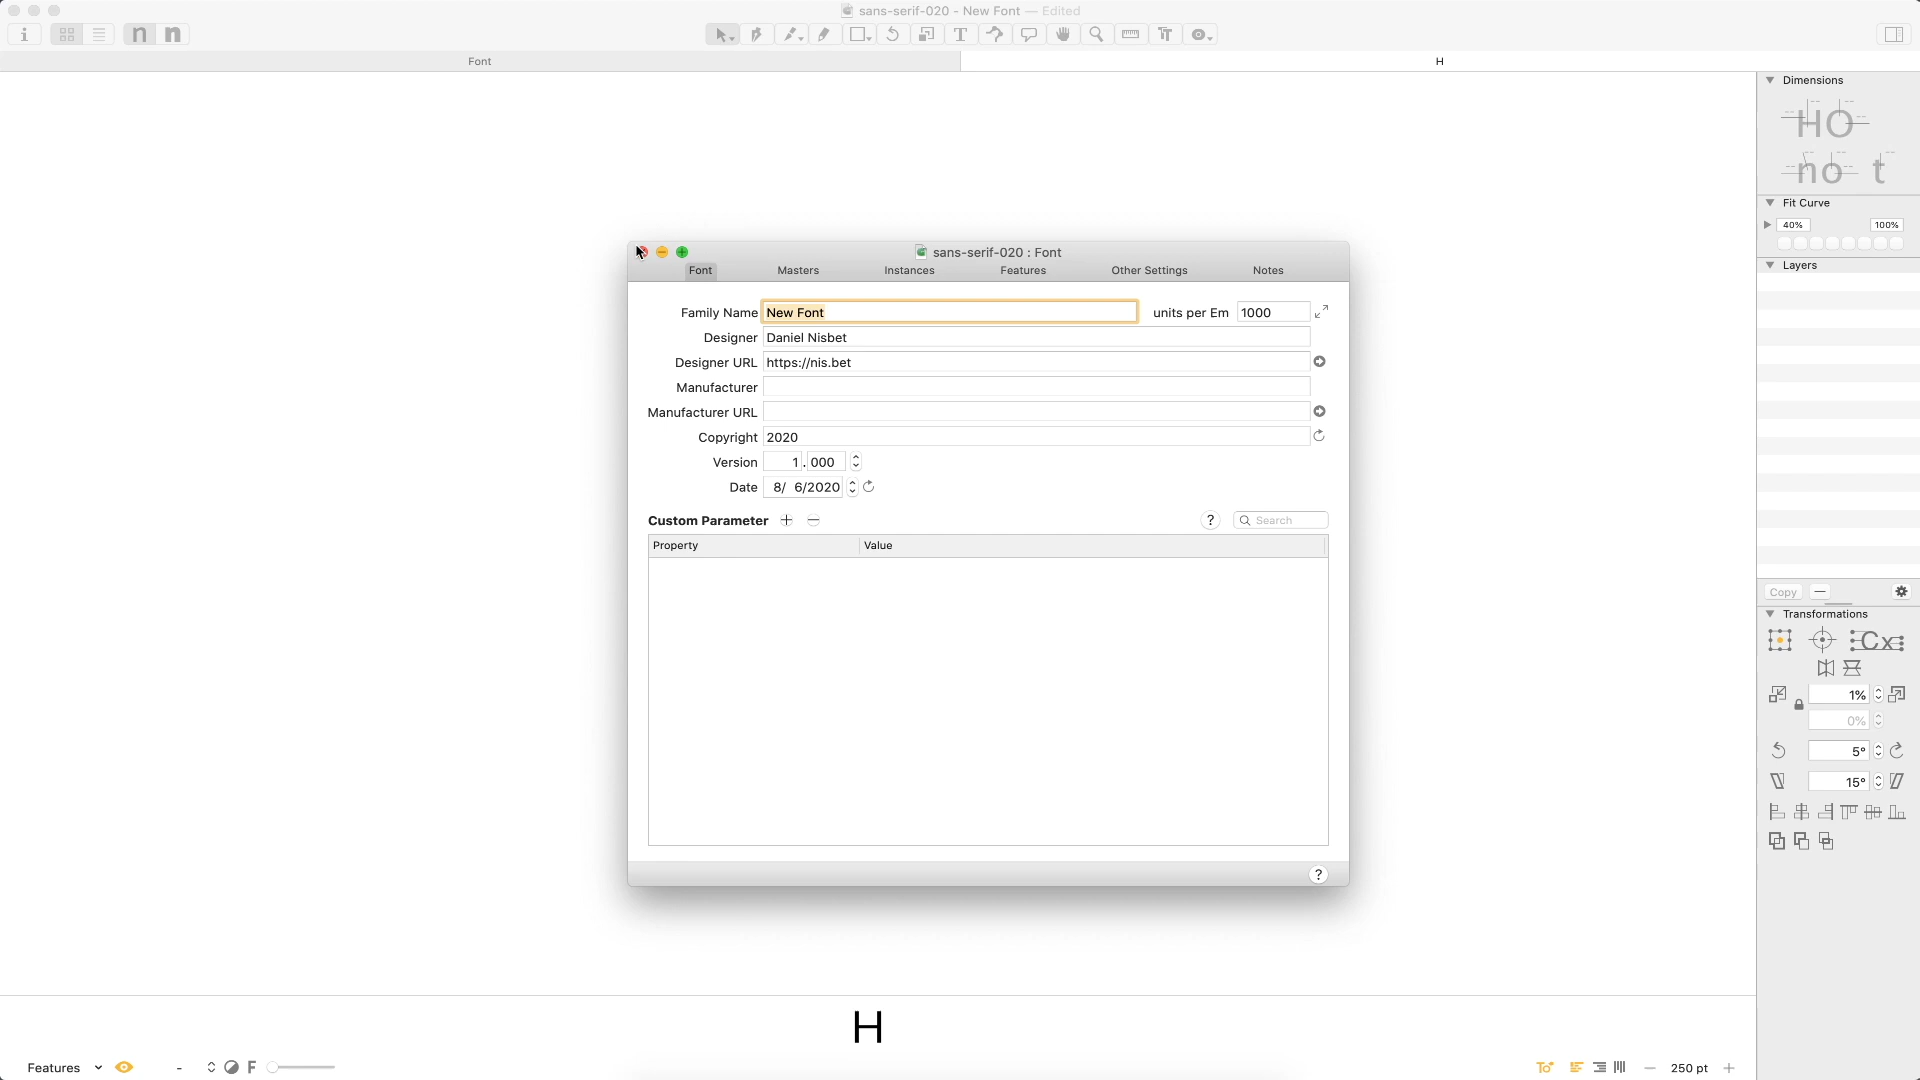 sans-serif-020 - New Font — Edited
Font
H
Dimensions
HO
no t
Fit Curve
40%
100%
Layers
Copy
Transformations
Cx
1%
0%
5°
15°
sans-serif-020 : Font
Font
Masters
Instances
Features
Other Settings
Notes
Family Name
New Font
units per Em
1000
Designer
Daniel Nisbet
Designer URL
https://nis.bet
Manufacturer
Manufacturer URL
Copyright
2020
Version
1.000
Date
8/ 6/2020
Custom Parameter
?
Search
Property
Value
?
H
Features
-
F
250 pt